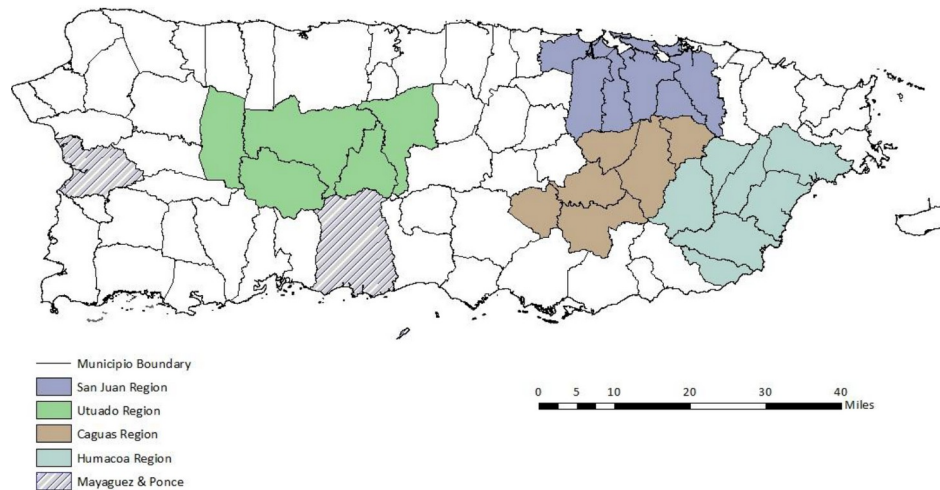 Municipio Boundary
San Juan Region
Utuado Region
Caguas Region
Humacoa Region
Mayaguez & Ponce
0 5 10 20 30 40
Miles